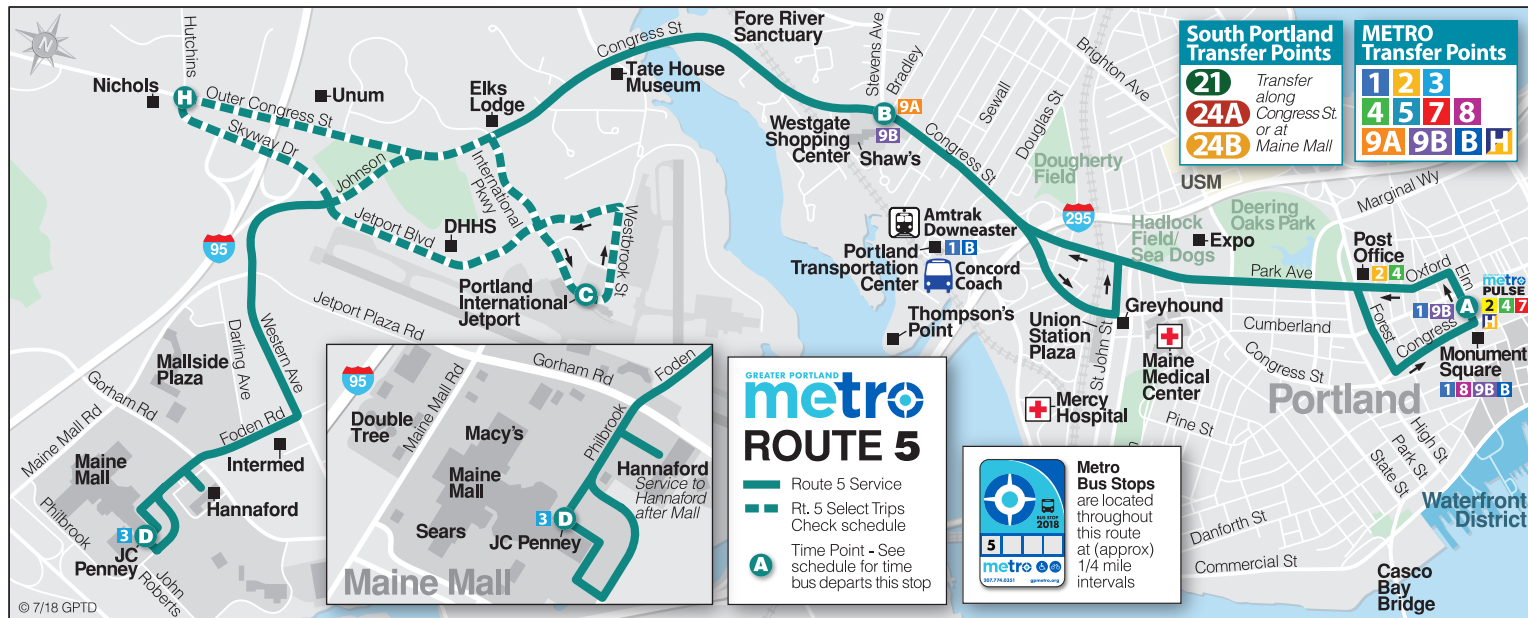 N
Hutchins
Nichols
H
Outer Congress St
Unum
Skyway Dr
Elks
Lodge
Congress St
Tate House
Museum
Fore River
Sanctuary
Stevens Ave
Bradley
9A
B
9B
Westgate
Shopping
Center
Shaw's
Congress St
Sewall
Douglas St
Brighton Ave
Dougherty
Field
USM
South Portland
Transfer Points
21
24A
24B
Transfer
along
Congress St.
or at
Maine Mall
METRO
Transfer Points
1 2 3
4 5 7 8
9A 9B B H
Marginal Wy
Johnson
International
Pkwy
Jetport Blvd
DHHS
Westbrook St
Portland
International
Jetport
C
95
Amtrak
Downeaster
1 B
Portland
Transportation
Center
Concord
Coach
Thompson's
Point
295
Hadlock
Field/
Sea Dogs
Expo
Deering
Oaks Park
Park Ave
Post
Office
2 4
Oxford
Elm
metro
PULSE
1 9B
A
2 4 7
H
Forest
Congress
Monument
Square
1 8 9B B
Greyhound
Union
Station
Plaza
St John St
Maine
Medical
Center
Mercy
Hospital
Cumberland
Congress St
Portland
Pine St
High St
Park St
State St
Danforth St
Commercial St
Waterfront
District
Casco
Bay
Bridge
Jetport Plaza Rd
Western Ave
Darling Ave
Mallside
Plaza
Gorham Rd
Maine Mall Rd
Foden Rd
Intermed
Maine
Mall
Hannaford
Philbrook
3
D
JC
Penney
John
Roberts
© 7/18 GPTD
95
Double
Tree
Maine Mall Rd
Gorham Rd
Foden
Philbrook
Macy's
Maine
Mall
Sears
Hannaford
Service to
Hannaford
after Mall
3
D
JC Penney
Maine Mall
GREATER PORTLAND
metro
ROUTE 5
Route 5 Service
Rt. 5 Select Trips
Check schedule
A
Time Point - See
schedule for time
bus departs this stop
BUS STOP
2018
5
metro
207.774.0351
gpmetro.org
Metro
Bus Stops
are located
throughout
this route
at (approx)
1/4 mile
intervals